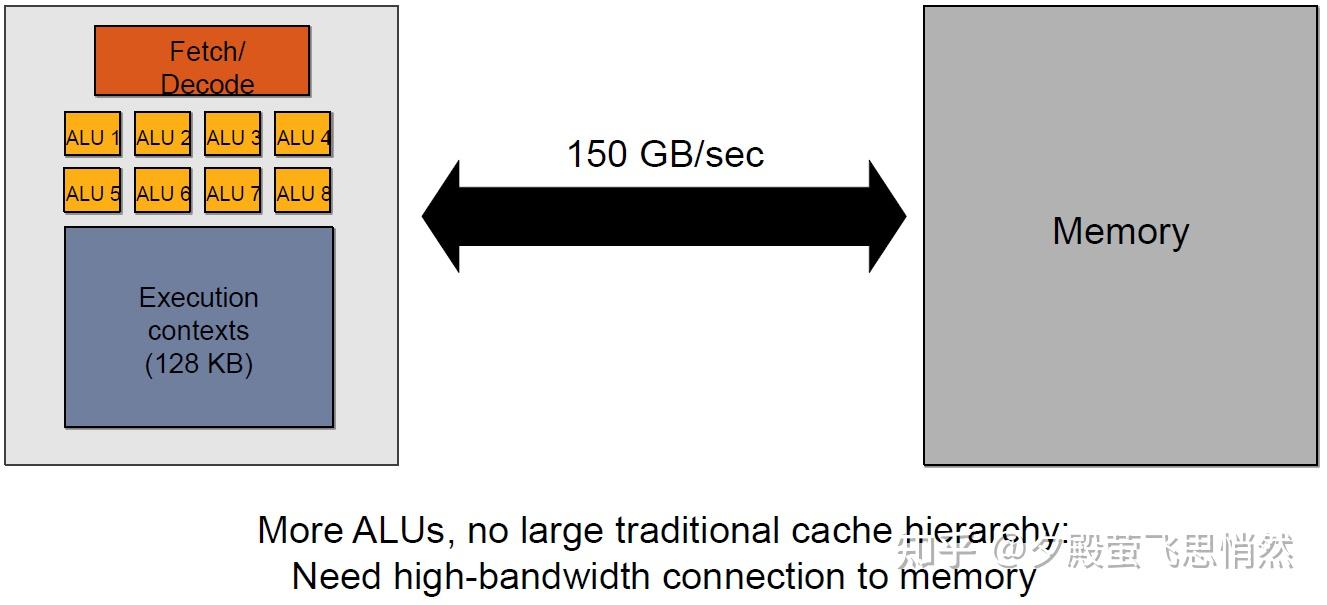 Fetch/
Decode
ALU 1 ALU 2 ALU 3 ALU 4
ALU 5 ALU 6 ALU 7 ALU 8
Execution
contexts
(128 KB)
150 GB/sec
Memory
More ALUs, no large traditional cache hierarchy:
Need high-bandwidth connection to memory
知乎 @夕殿萤飞思悄然